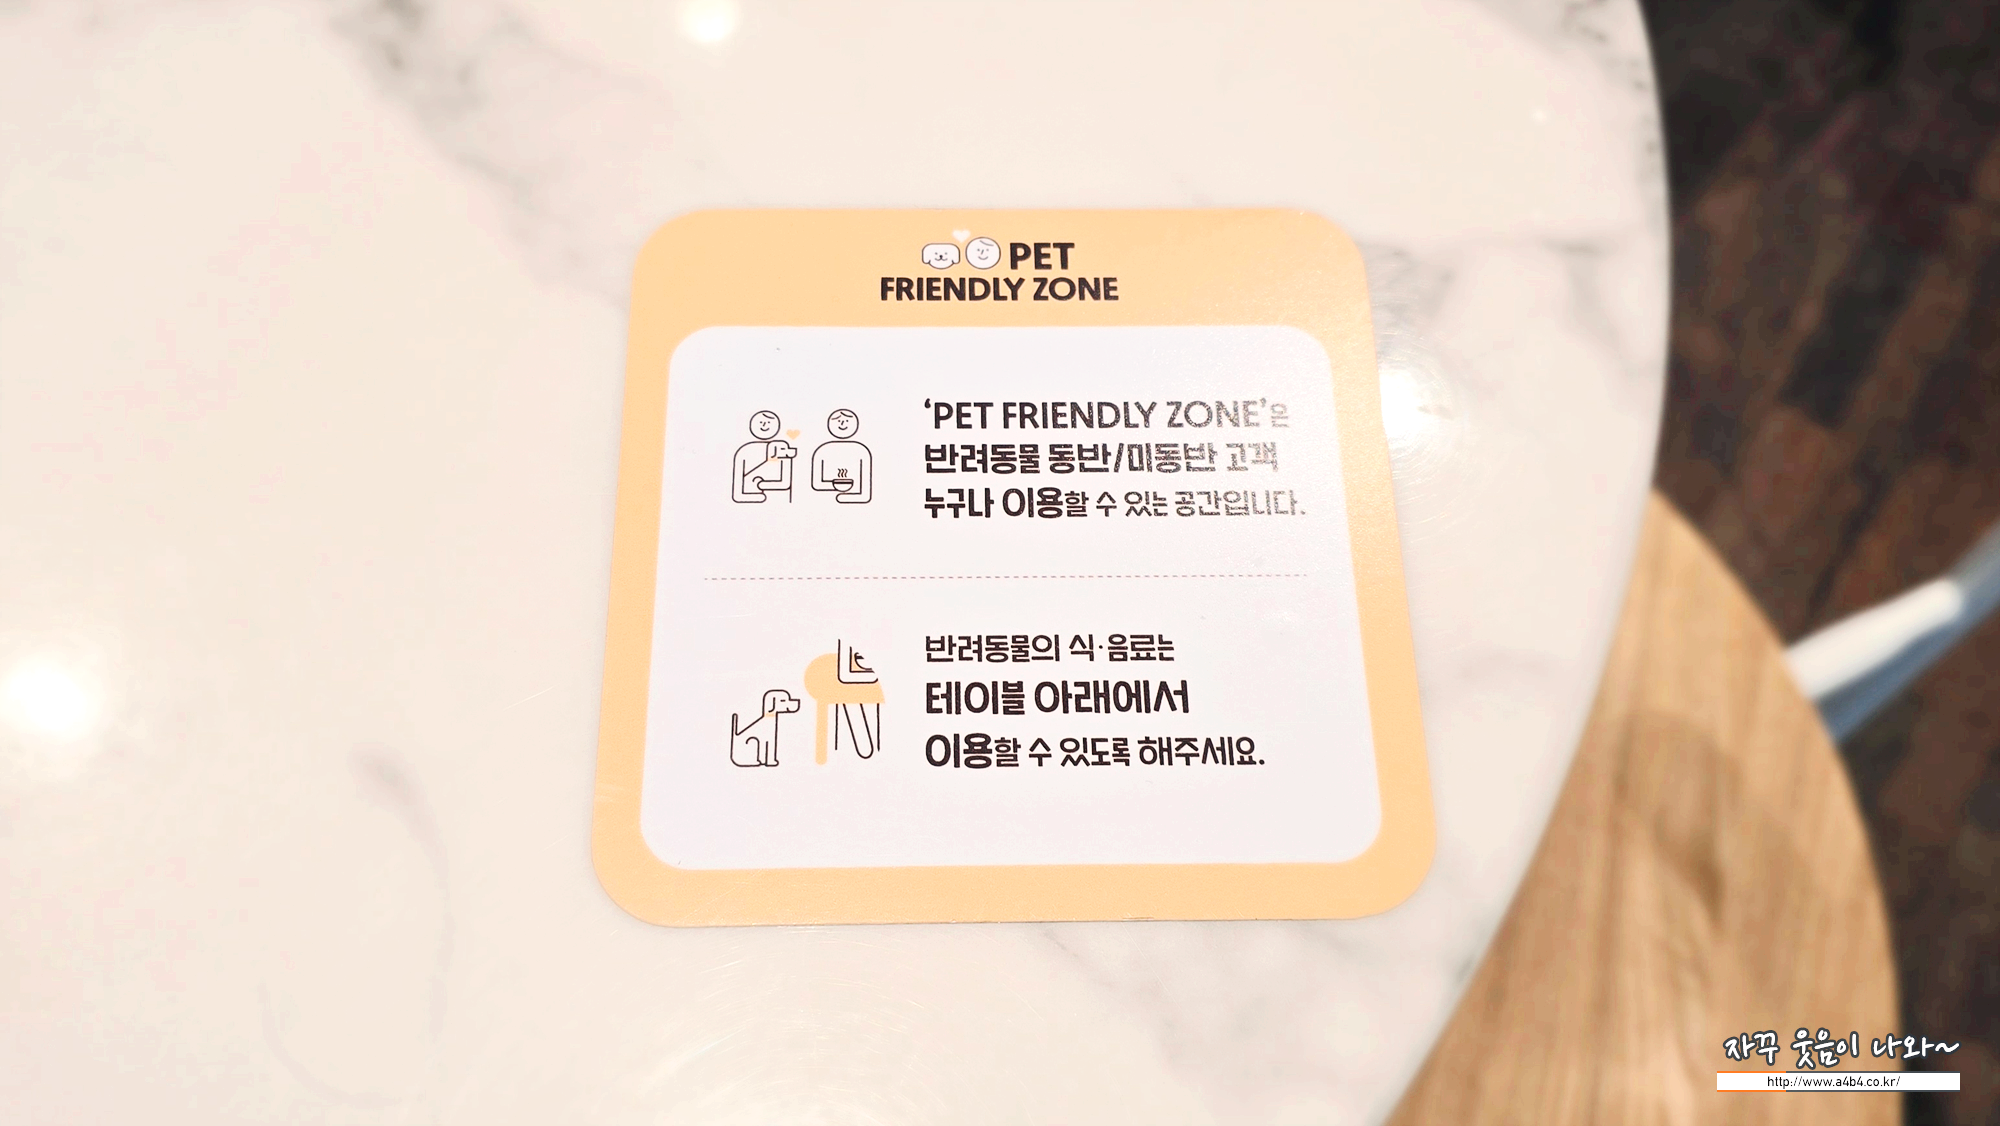 PET
FRIENDLY ZONE
‘PET FRIENDLY ZONE’은
반려동물 동반/미동반 고객
누구나 이용할 수 있는 공간입니다.
반려동물의 식·음료는
테이블 아래에서
이용할 수 있도록 해주세요.
자꾸 웃음이 나와~
http://www.a4b4.co.kr/